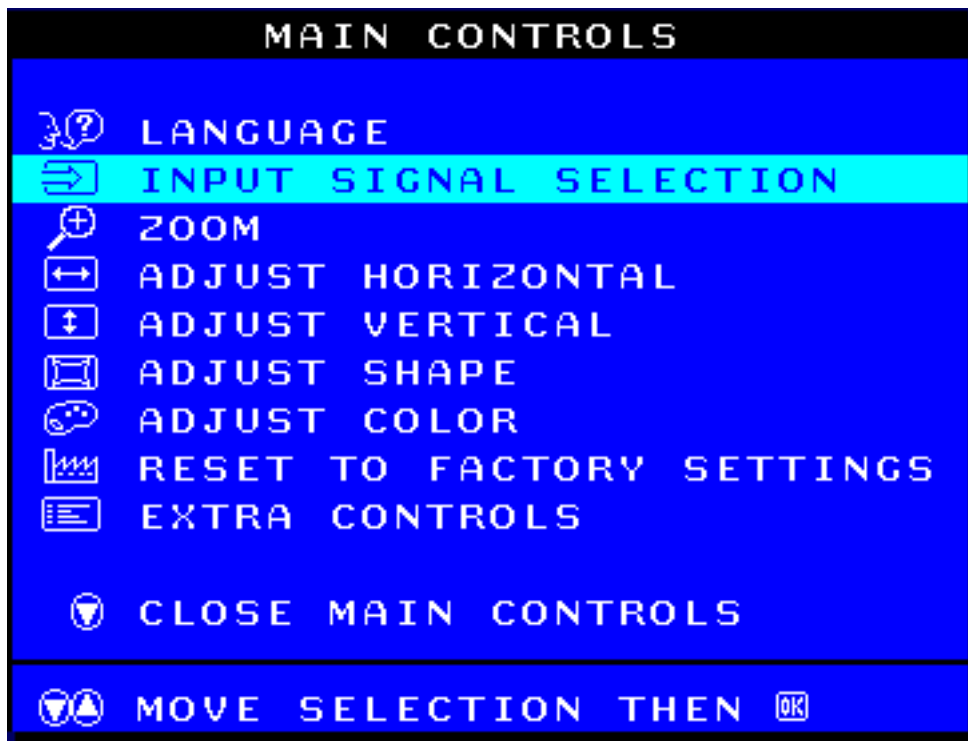 MAIN CONTROLS
LANGUAGE
INPUT SIGNAL SELECTION
ZOOM
ADJUST HORIZONTAL
ADJUST VERTICAL
ADJUST SHAPE
ADJUST COLOR
RESET TO FACTORY SETTINGS
EXTRA CONTROLS
CLOSE MAIN CONTROLS
MOVE SELECTION THEN OK